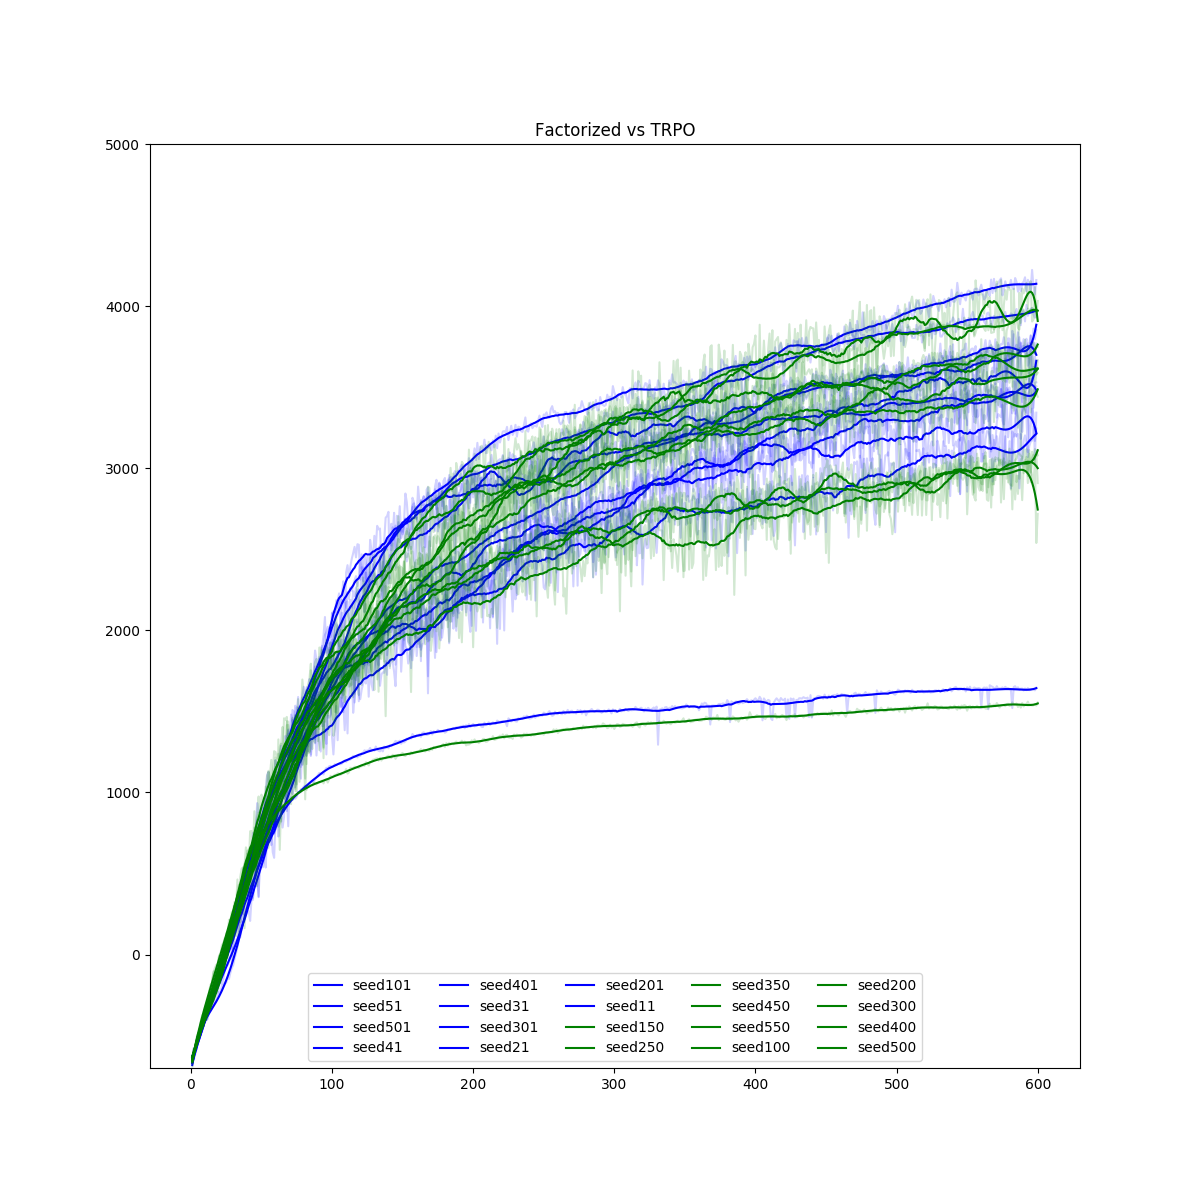 Factorized vs TRPO
5000
4000
3000
2000
1000
0
seed101 seed401 seed201 seed350 seed200
seed51 seed31 seed11 seed450 seed300
seed501 seed301 seed150 seed550 seed400
seed41 seed21 seed250 seed100 seed500
0 100 200 300 400 500 600